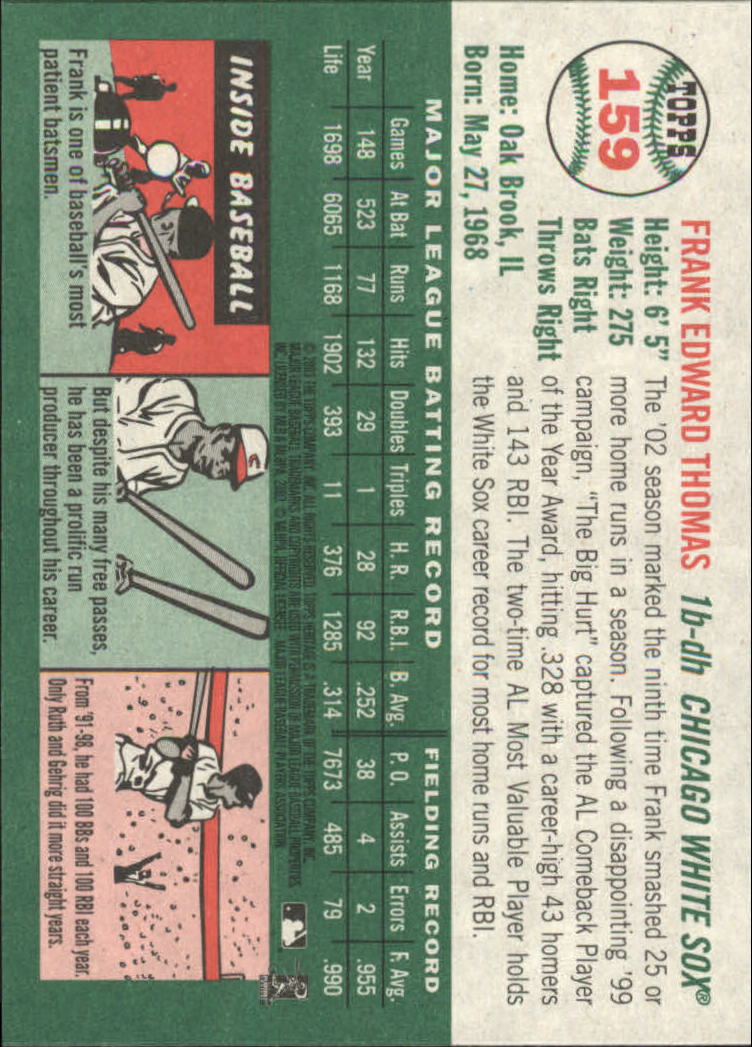 TOPPS
159
FRANK EDWARD THOMAS 1b-dh CHICAGO WHITE SOX®
Height: 6' 5"
Weight: 275
Bats Right
Throws Right
Home: Oak Brook, IL
Born: May 27, 1968
The '02 season marked the ninth time Frank smashed 25 or
more home runs in a season. Following a disappointing '99
campaign, "The Big Hurt" captured the AL Comeback Player
of the Year Award, hitting .328 with a career-high 43 homers
and 143 RBI. The two-time AL Most Valuable Player holds
the White Sox career record for most home runs and RBI.
MAJOR LEAGUE BATTING RECORD FIELDING RECORD
Games At Bat Runs Hits Doubles Triples H. R. R.B.I. B. Avg. P. O. Assists Errors F. Avg.
Year 148 523 77 132 29 1 28 92 .252 38 4 2 .955
Life 1698 6065 1168 1902 393 11 376 1285 .314 7673 485 79 .990
INSIDE BASEBALL
Frank is one of baseball's most
patient batsmen.
But despite his many free passes,
he has been a prolific run
producer throughout his career.
From '91-98, he had 100 BBs and 100 RBI each year.
Only Ruth and Gehrig did it more straight years.